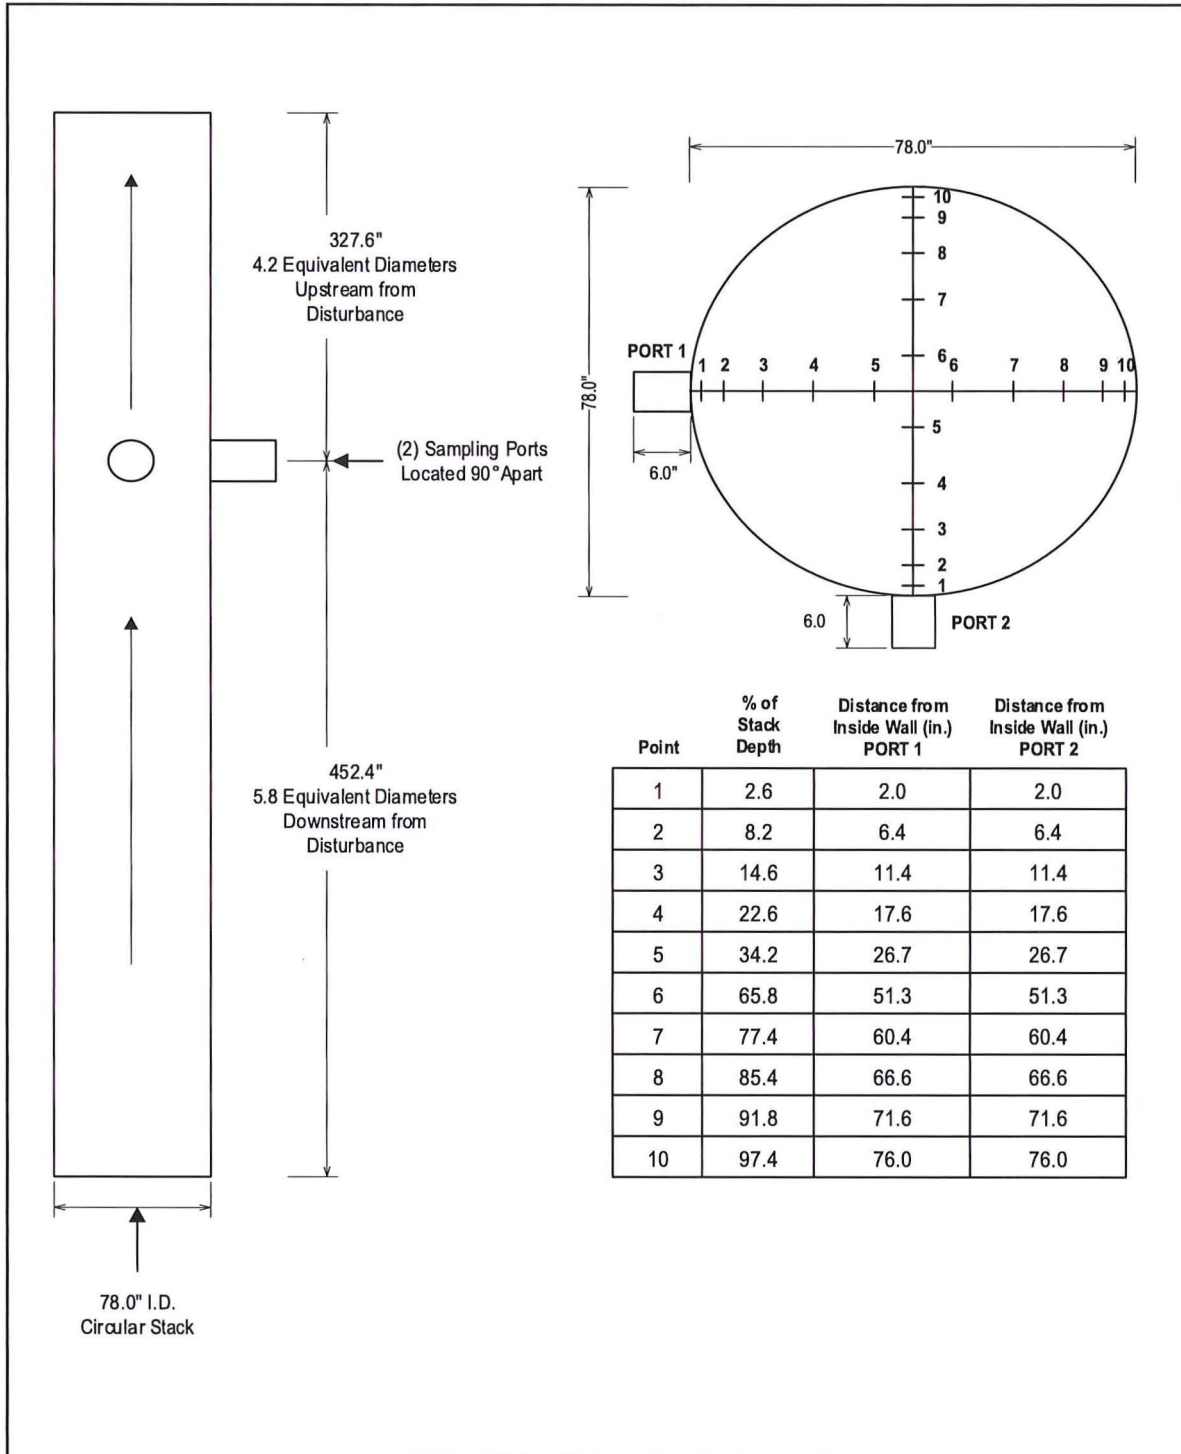 327.6"
4.2 Equivalent Diameters
Upstream from
Disturbance
(2) Sampling Ports
Located 90° Apart
452.4"
5.8 Equivalent Diameters
Downstream from
Disturbance
78.0" I.D.
Circular Stack
78.0"
78.0"
10
9
8
7
6
5
4
3
2
1
PORT 1
1 2 3 4 5 6 7 8 9 10
6.0"
6.0
PORT 2
Point % of Stack Depth Distance from Inside Wall (in.) PORT 1 Distance from Inside Wall (in.) PORT 2
1 2.6 2.0 2.0
2 8.2 6.4 6.4
3 14.6 11.4 11.4
4 22.6 17.6 17.6
5 34.2 26.7 26.7
6 65.8 51.3 51.3
7 77.4 60.4 60.4
8 85.4 66.6 66.6
9 91.8 71.6 71.6
10 97.4 76.0 76.0